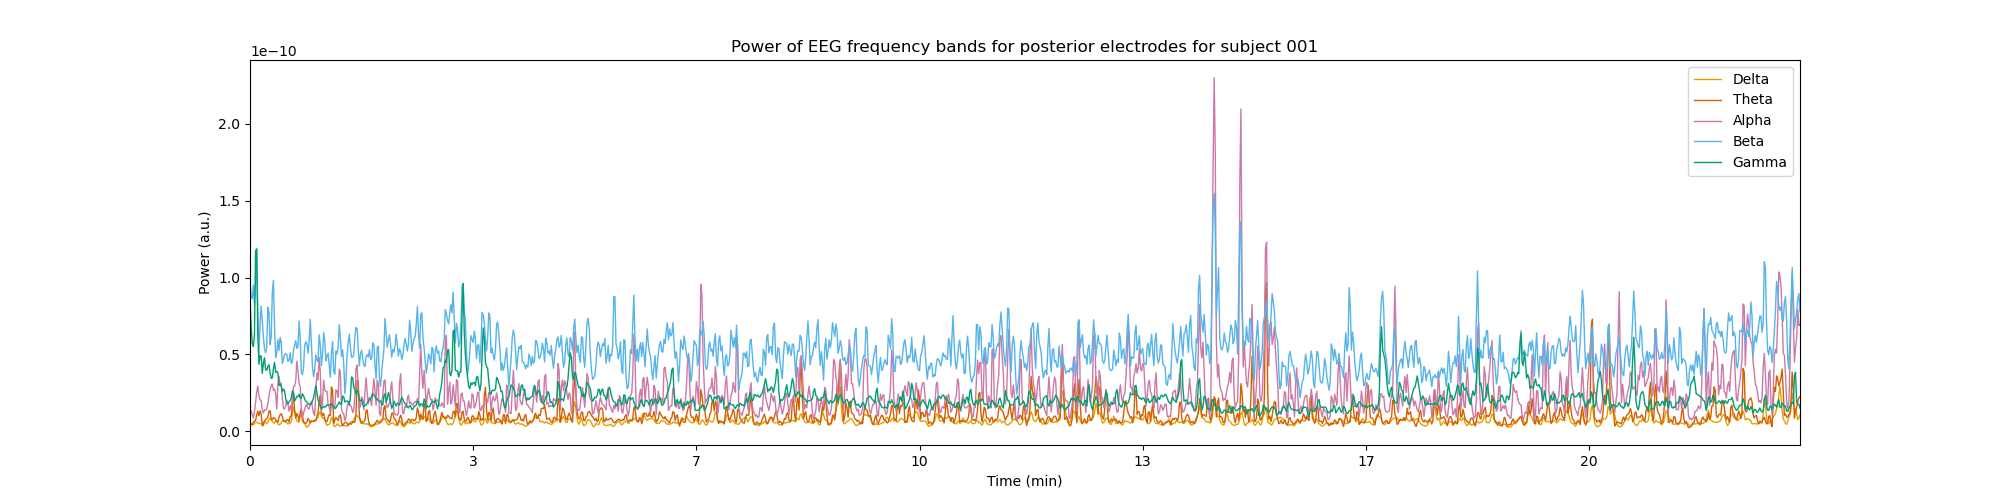 Power of EEG frequency bands for posterior electrodes for subject 001
1e−10
Power (a.u.)
2.0
1.5
1.0
0.5
0.0
0 3 7 10 13 17 20
Time (min)
Delta
Theta
Alpha
Beta
Gamma